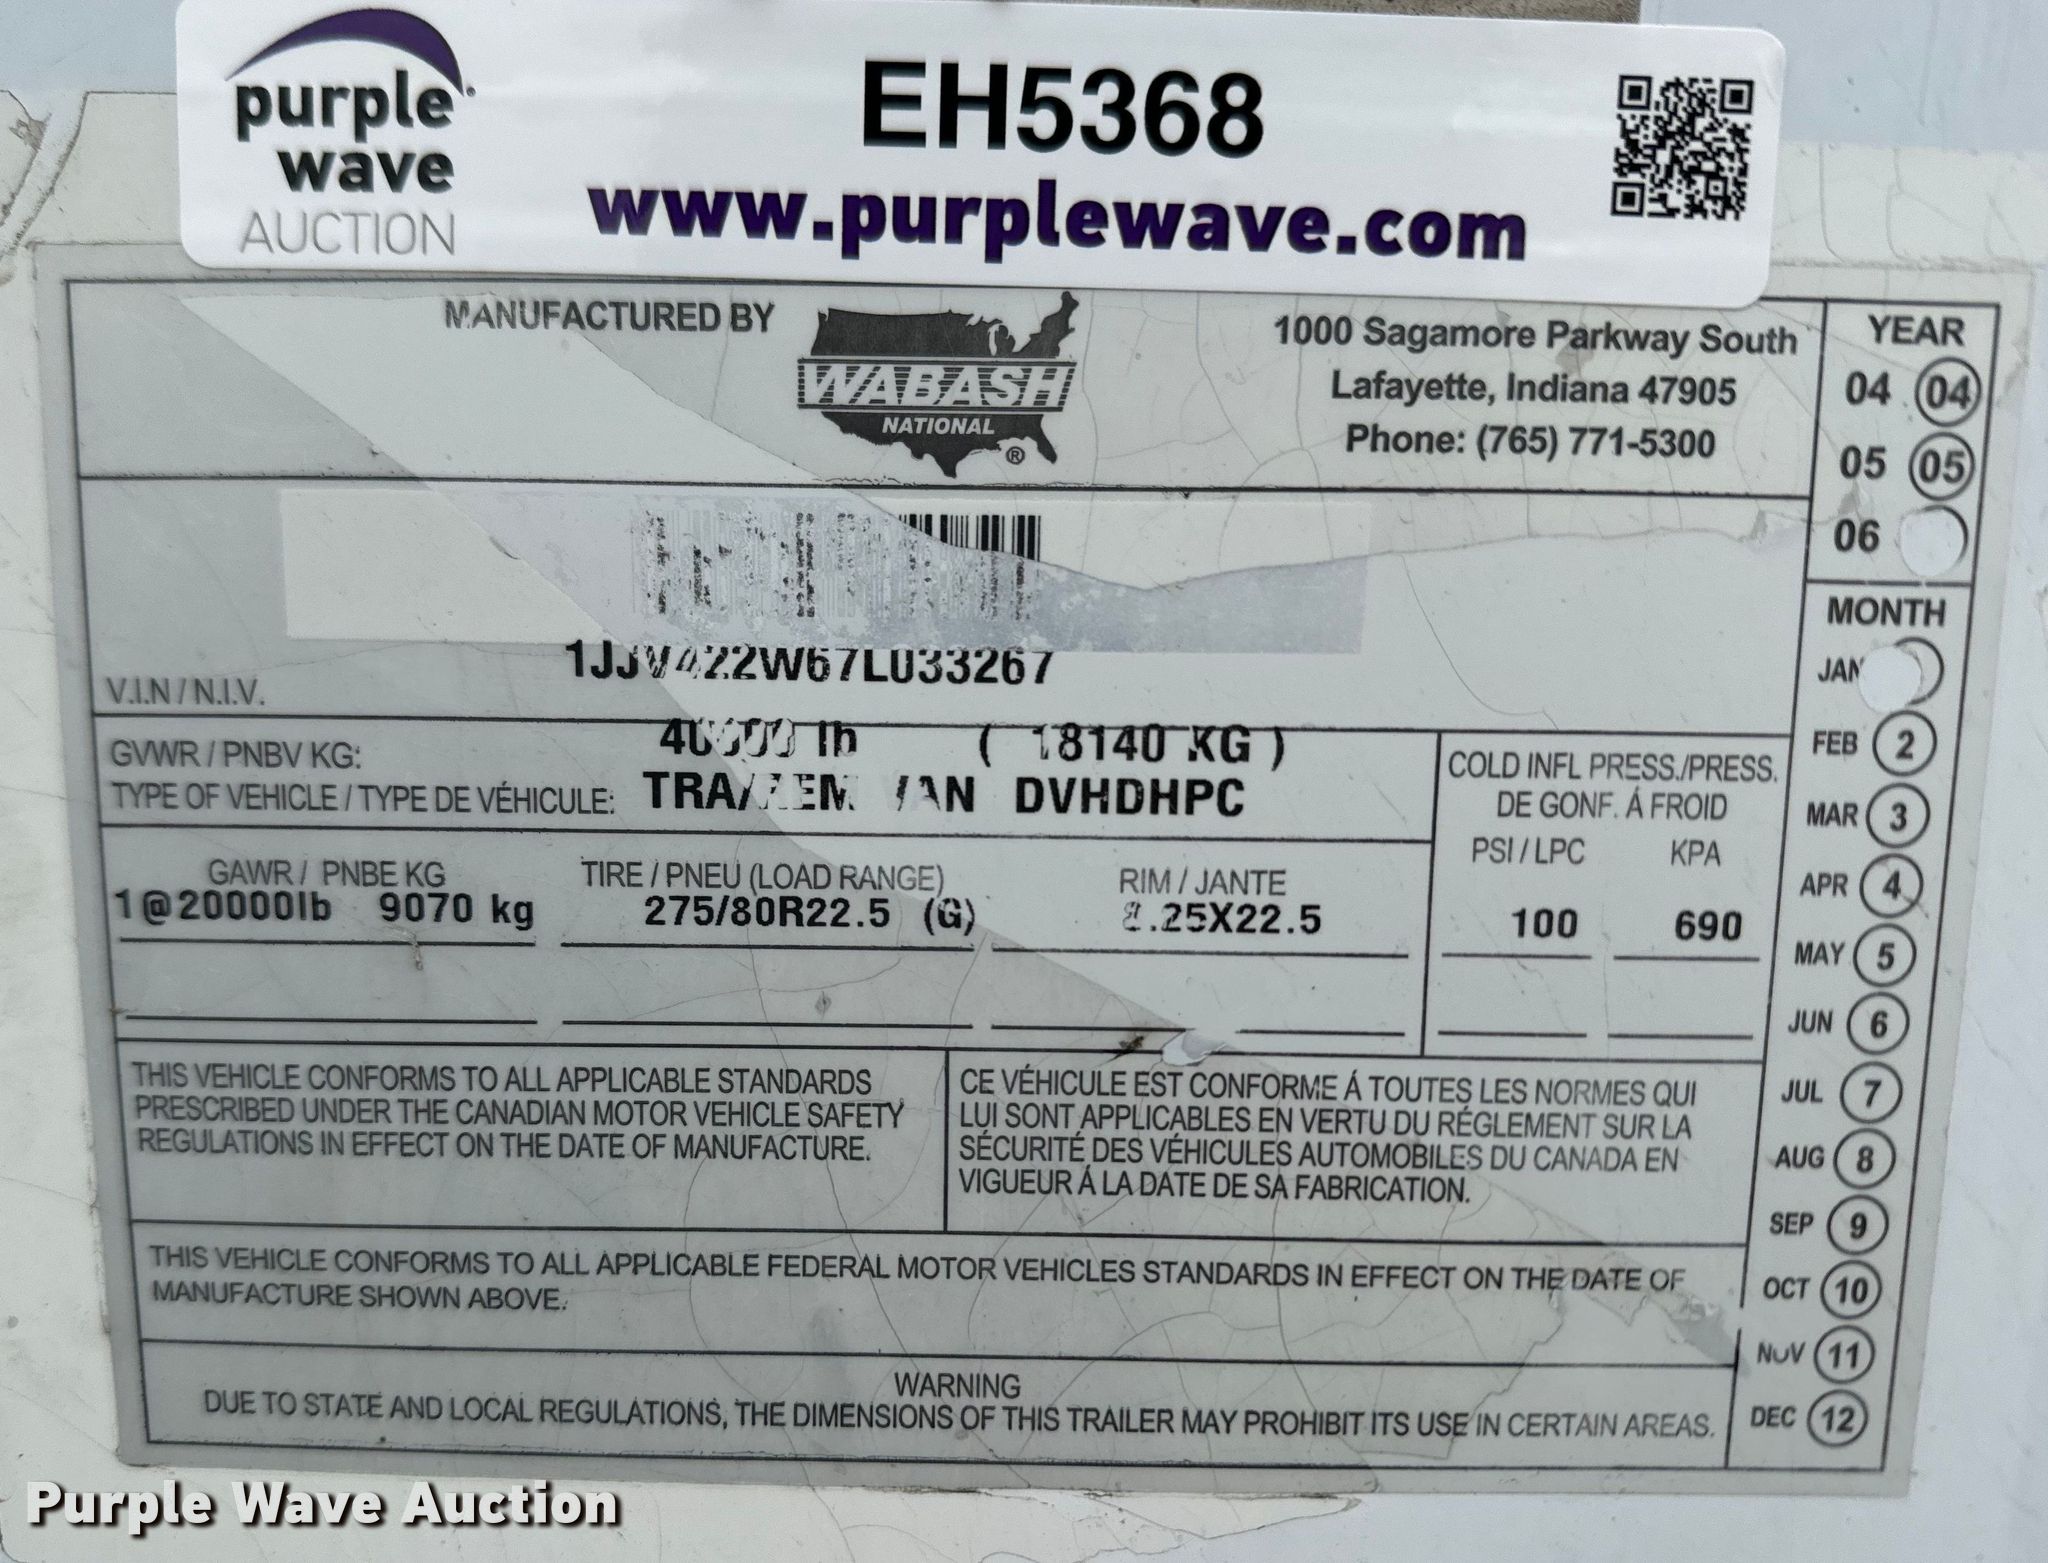 purple
wave
AUCTION
EH5368
www.purplewave.com
MANUFACTURED BY
WABASH
NATIONAL
®
1000 Sagamore Parkway South
Lafayette, Indiana 47905
Phone: (765) 771-5300
YEAR
04 04
05 05
06
V.I.N / N.I.V. 1JJV422W67L033267
GVWR / PNBV KG: 40000 lb ( 18140 KG )
TYPE OF VEHICLE / TYPE DE VÉHICULE: VAN DVHDHPC
COLD INFL PRESS./PRESS.
DE GONF. Á FROID
PSI / LPC KPA
GAWR / PNBE KG TIRE / PNEU (LOAD RANGE) RIM / JANTE
1@20000lb 9070 kg 275/80R22.5 (G) 8.25X22.5 100 690
THIS VEHICLE CONFORMS TO ALL APPLICABLE STANDARDS
PRESCRIBED UNDER THE CANADIAN MOTOR VEHICLE SAFETY
REGULATIONS IN EFFECT ON THE DATE OF MANUFACTURE.
CE VÉHICULE EST CONFORME Á TOUTES LES NORMES QUI
LUI SONT APPLICABLES EN VERTU DU RÉGLEMENT SUR LA
SÉCURITÉ DES VÉHICULES AUTOMOBILES DU CANADA EN
VIGUEUR Á LA DATE DE SA FABRICATION.
THIS VEHICLE CONFORMS TO ALL APPLICABLE FEDERAL MOTOR VEHICLES STANDARDS IN EFFECT ON THE DATE OF
MANUFACTURE SHOWN ABOVE.
WARNING
DUE TO STATE AND LOCAL REGULATIONS, THE DIMENSIONS OF THIS TRAILER MAY PROHIBIT ITS USE IN CERTAIN AREAS.
MONTH
JAN
FEB 2
MAR 3
APR 4
MAY 5
JUN 6
JUL 7
AUG 8
SEP 9
OCT 10
NOV 11
DEC 12
Purple Wave Auction